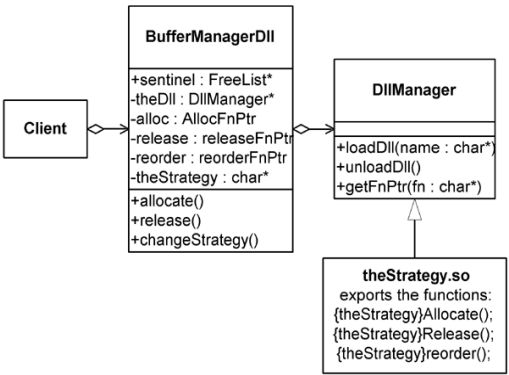 BufferManagerDll
+sentinel : FreeList*
-theDll : DllManager*
-alloc : AllocFnPtr
-release : releaseFnPtr
-reorder : reorderFnPtr
-theStrategy : char*
+allocate()
+release()
+changeStrategy()
Client
DllManager
+loadDll(name : char*)
+unloadDll()
+getFnPtr(fn : char*)
theStrategy.so
exports the functions:
{theStrategy}Allocate();
{theStrategy}Release();
{theStrategy}reorder();